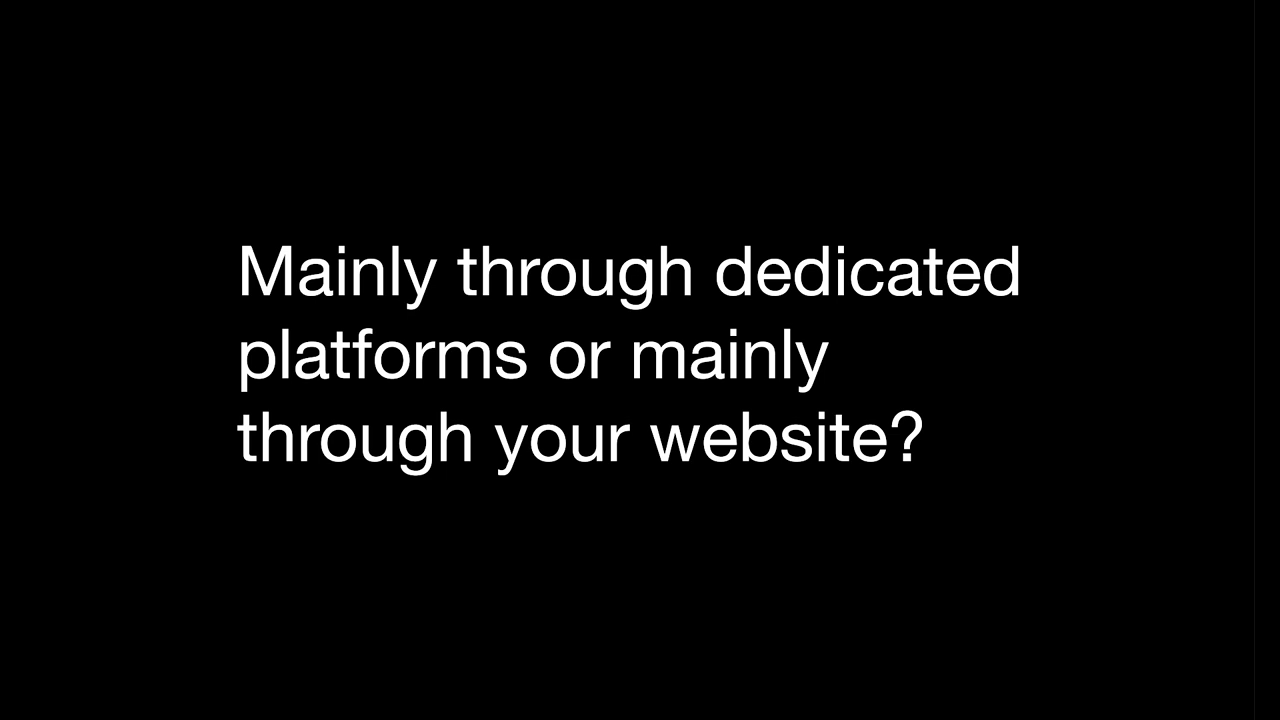 Mainly through dedicated
platforms or mainly
through your website?